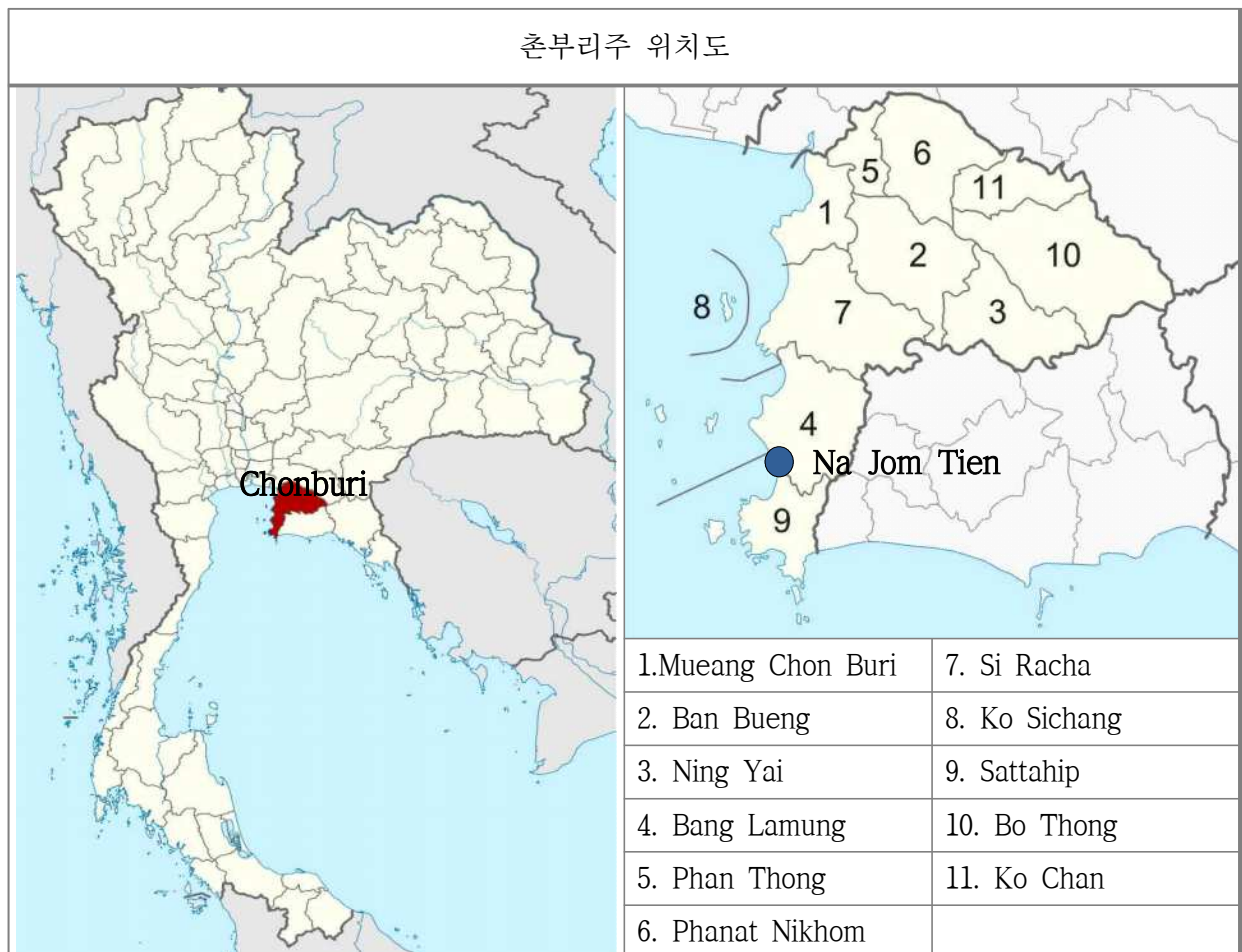 촌부리주 위치도
Chonburi
6
5
11
1
2
10
8
7
3
4
Na Jom Tien
9
1.Mueang Chon Buri
7. Si Racha
2. Ban Bueng
8. Ko Sichang
3. Ning Yai
9. Sattahip
4. Bang Lamung
10. Bo Thong
5. Phan Thong
11. Ko Chan
6. Phanat Nikhom